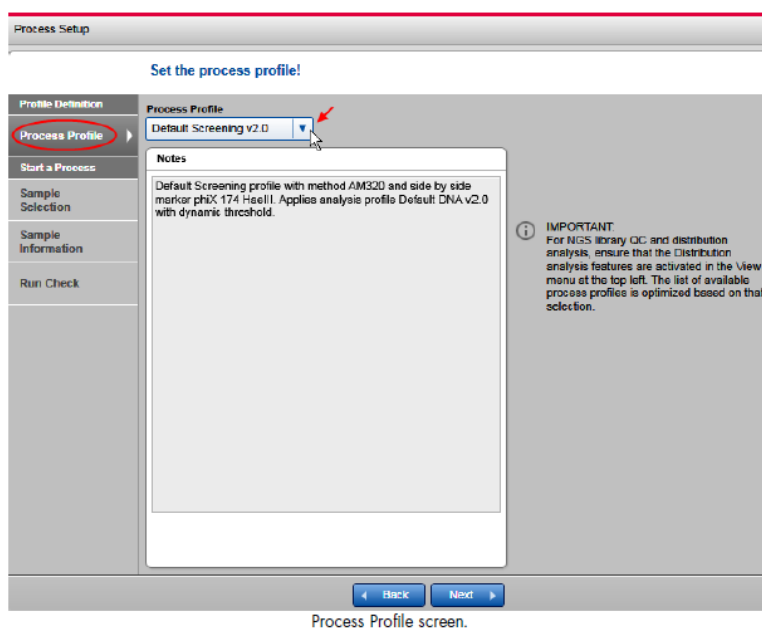 Process Setup
Set the process profile!
Profile Definition
Process Profile
Start a Process
Sample
Selection
Sample
Information
Run Check
Process Profile
Default Screening v2.0
Notes
Default Screening profile with method AM320 and side by side
marker phiX 174 HaeIII. Applies analysis profile Default DNA v2.0
with dynamic threshold.
IMPORTANT:
For NGS library QC and distribution
analysis, ensure that the Distribution
analysis features are activated in the View
menu at the top left. The list of available
process profiles is optimized based on that
selection.
Back
Next
Process Profile screen.